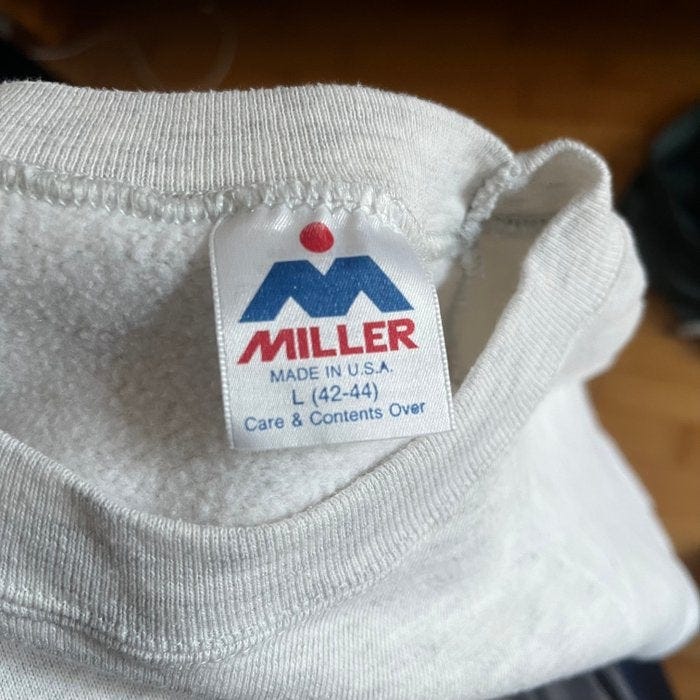 MILLER
MADE IN U.S.A.
L (42-44)
Care & Contents Over